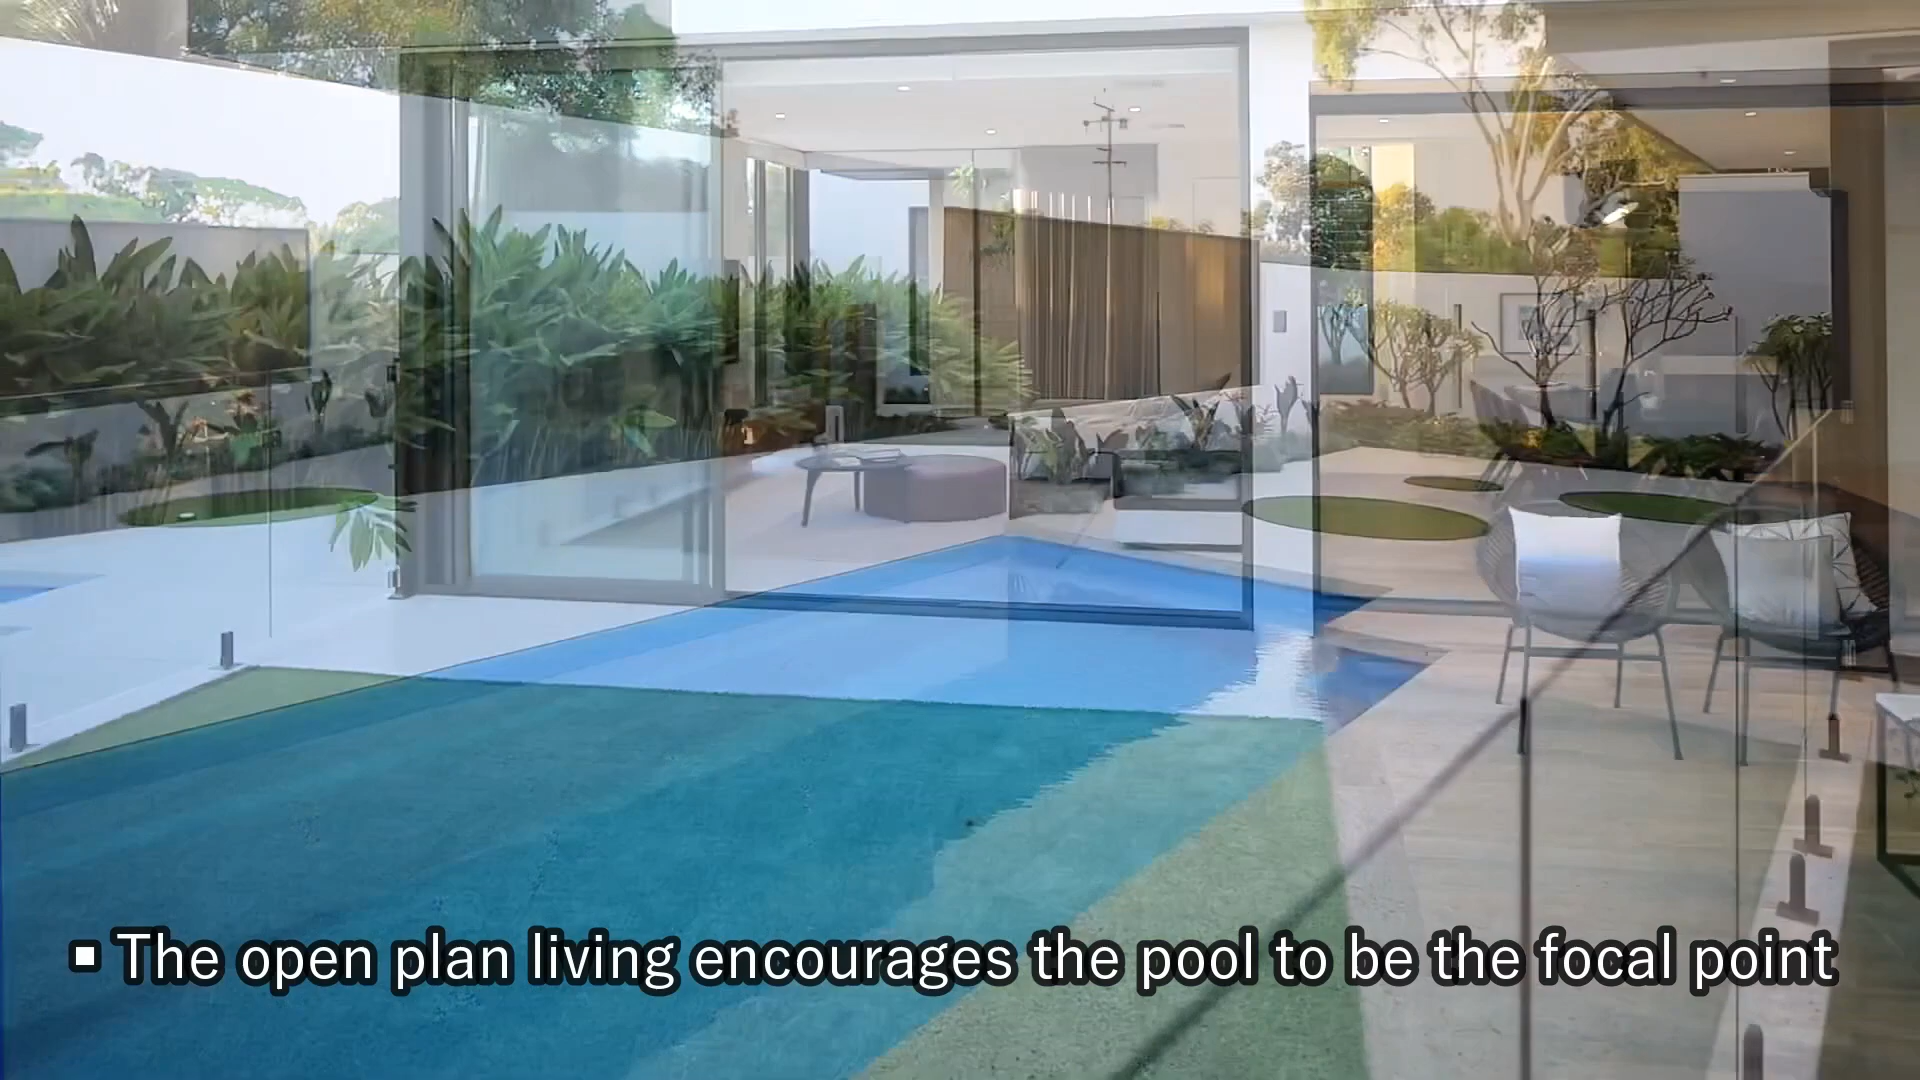 ▪ The open plan living encourages the pool to be the focal point